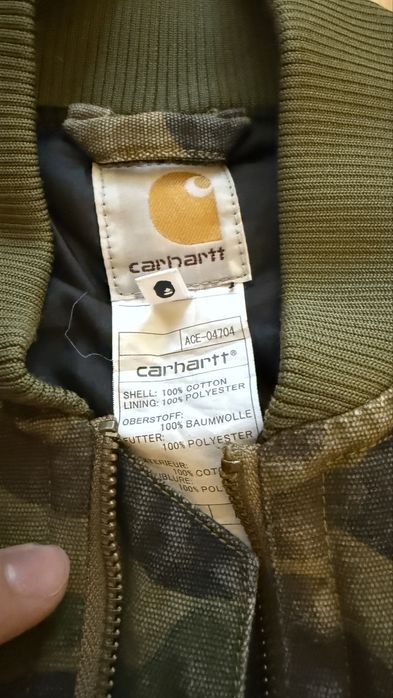 carhartt
ACE-04704
carhartt®
SHELL: 100% COTTON
LINING: 100% POLYESTER
OBERSTOFF:
100% BAUMWOLLE
FUTTER: 100% POLYESTER